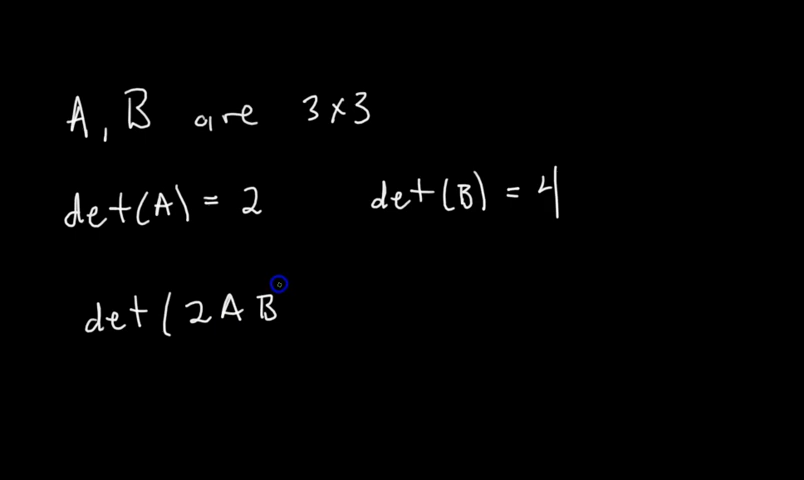 A, B are 3x3
det(A) = 2 det(B) = 4
det(2AB